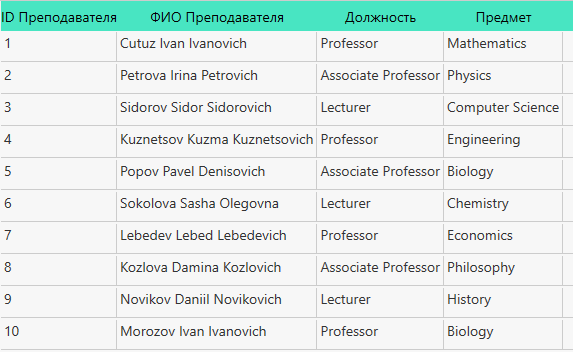 ID Преподавателя ФИО Преподавателя Должность Предмет
1 Cutuz Ivan Ivanovich Professor Mathematics
2 Petrova Irina Petrovich Associate Professor Physics
3 Sidorov Sidor Sidorovich Lecturer Computer Science
4 Kuznetsov Kuzma Kuznetsovich Professor Engineering
5 Popov Pavel Denisovich Associate Professor Biology
6 Sokolova Sasha Olegovna Lecturer Chemistry
7 Lebedev Lebed Lebedevich Professor Economics
8 Kozlova Damina Kozlovich Associate Professor Philosophy
9 Novikov Daniil Novikovich Lecturer History
10 Morozov Ivan Ivanovich Professor Biology